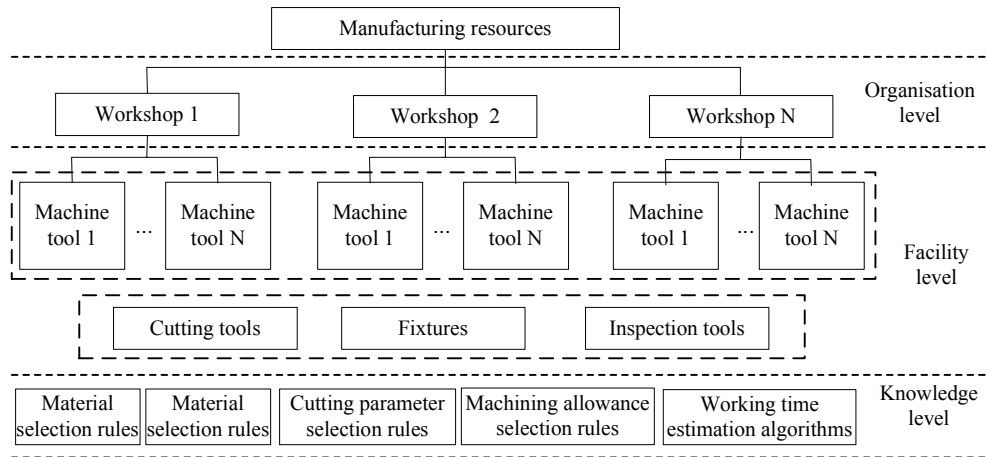 Manufacturing resources
Organisation
level
Workshop 1
Workshop 2
Workshop N
Machine
tool 1
...
Machine
tool N
Machine
tool 1
...
Machine
tool N
Machine
tool 1
...
Machine
tool N
Facility
level
Cutting tools
Fixtures
Inspection tools
Knowledge
level
Material
selection rules
Material
selection rules
Cutting parameter
selection rules
Machining allowance
selection rules
Working time
estimation algorithms